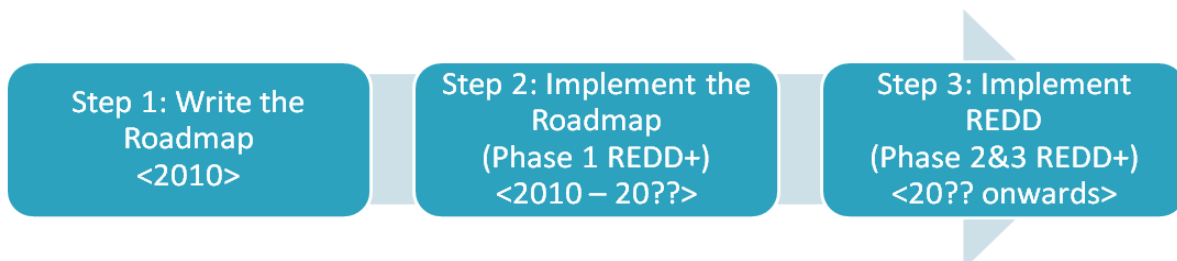 Step 1: Write the
Roadmap
<2010>
Step 2: Implement the
Roadmap
(Phase 1 REDD+)
<2010 – 20??>
Step 3: Implement
REDD
(Phase 2&3 REDD+)
<20?? onwards>